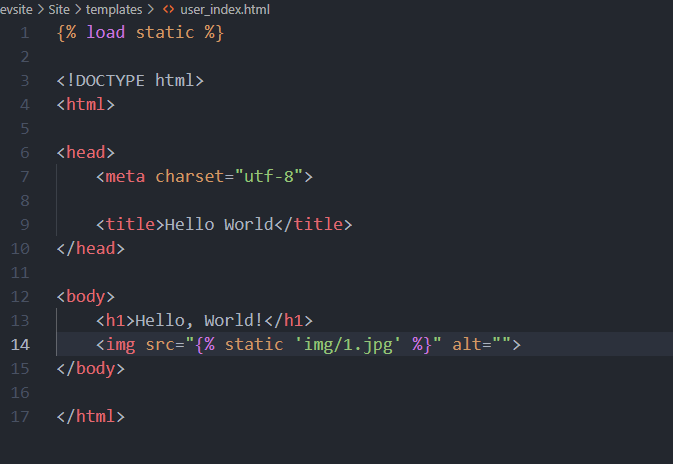 evsite > Site > templates > <> user_index.html
1 {% load static %}
2
3 <!DOCTYPE html>
4 <html>
5
6 <head>
7     <meta charset="utf-8">
8
9     <title>Hello World</title>
10 </head>
11
12 <body>
13     <h1>Hello, World!</h1>
14     <img src="{% static 'img/1.jpg' %}" alt="">
15 </body>
16
17 </html>